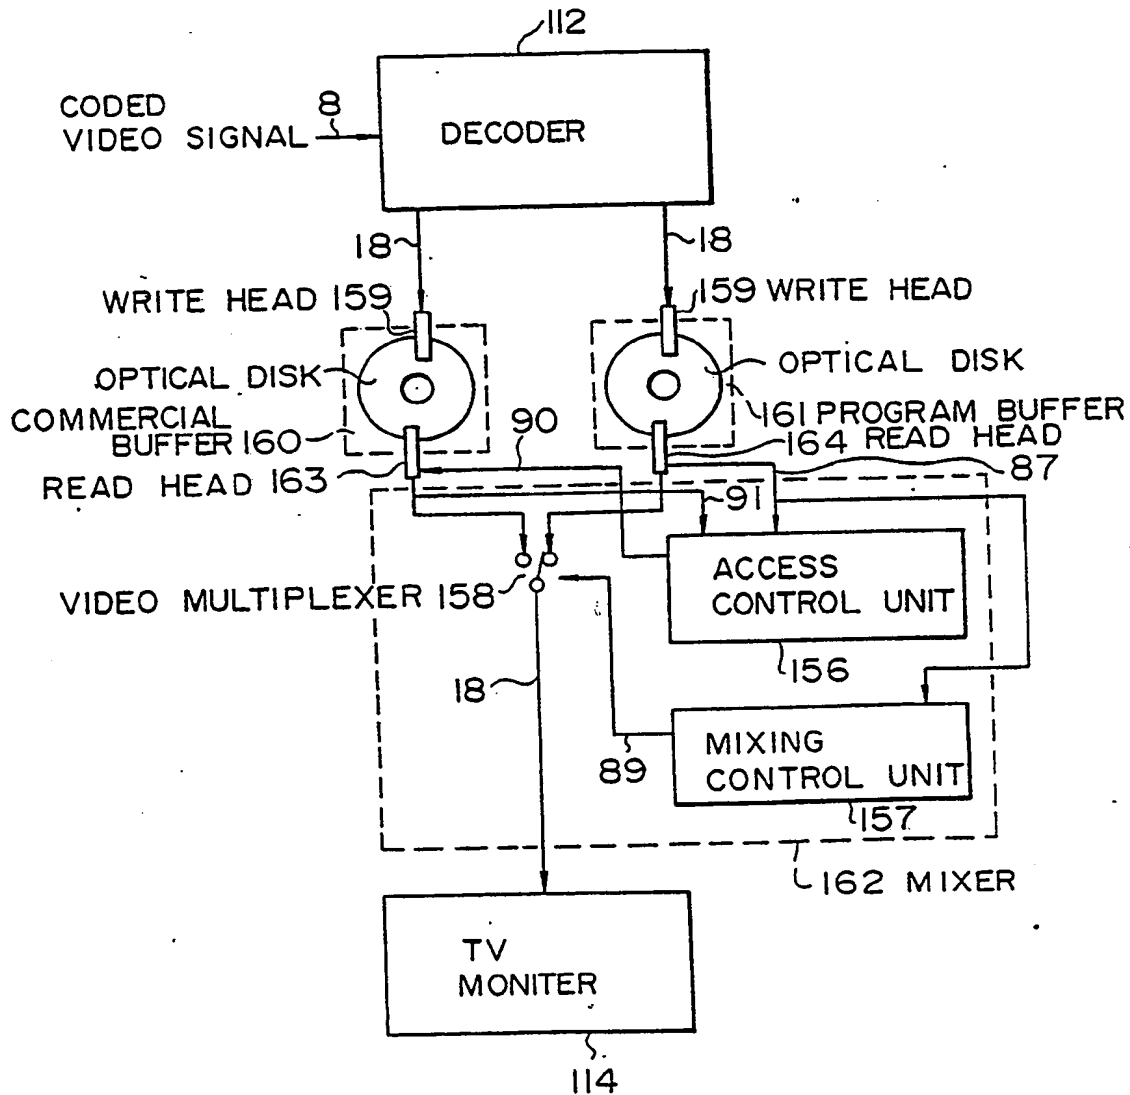 112
CODED
VIDEO SIGNAL
8
DECODER
18
18
WRITE HEAD 159
159 WRITE HEAD
OPTICAL DISK
OPTICAL DISK
COMMERCIAL
BUFFER 160
161 PROGRAM BUFFER
90
164 READ HEAD
READ HEAD 163
87
91
ACCESS
CONTROL UNIT
VIDEO MULTIPLEXER 158
156
18
MIXING
CONTROL UNIT
89
157
162 MIXER
TV
MONITER
114